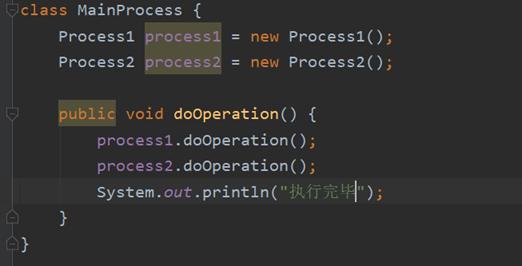 class MainProcess {
Process1 process1 = new Process1();
Process2 process2 = new Process2();
public void doOperation() {
process1.doOperation();
process2.doOperation();
System.out.println("执行完毕");
}
}